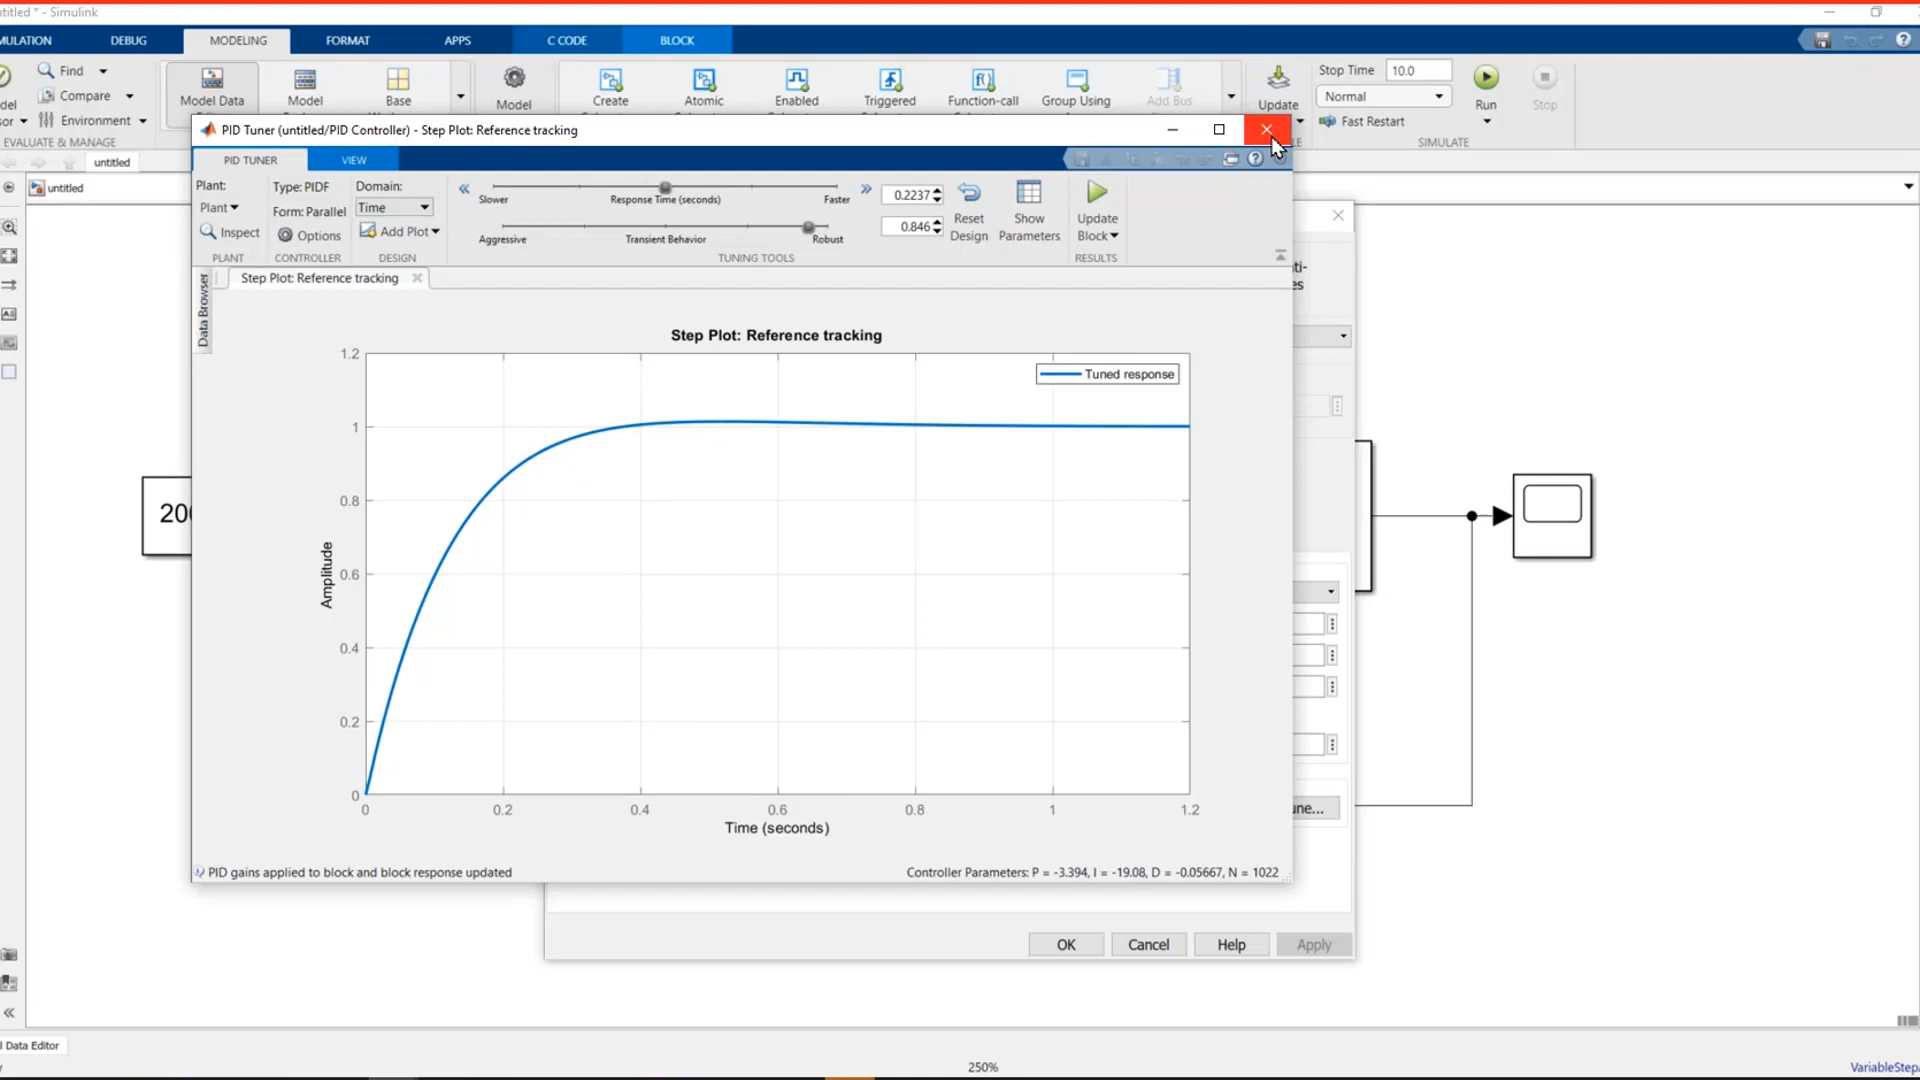 ntitled * - Simulink
MULATION DEBUG MODELING FORMAT APPS C CODE BLOCK
Find Compare Environment
Model Data Model Base Model Create Atomic Enabled Triggered Function-call Group Using Add Bus Update
Stop Time 10.0
Normal
Fast Restart
Run Stop
EVALUATE & MANAGE SIMULATE
untitled
untitled
PID Tuner (untitled/PID Controller) - Step Plot: Reference tracking
PID TUNER VIEW
Plant: Type: PIDF Domain:
Plant Form: Parallel Time
Inspect Options Add Plot
Slower Response Time (seconds) Faster 0.2237
Aggressive Transient Behavior Robust 0.846
Reset Design Show Parameters Update Block
PLANT CONTROLLER DESIGN TUNING TOOLS RESULTS
Data Browser
Step Plot: Reference tracking
Step Plot: Reference tracking
Tuned response
1.2
1
0.8
0.6
0.4
0.2
0
Amplitude
0 0.2 0.4 0.6 0.8 1 1.2
Time (seconds)
PID gains applied to block and block response updated
Controller Parameters: P = -3.394, I = -19.08, D = -0.05667, N = 1022
ti-
es
une...
OK Cancel Help Apply
l Data Editor
250%
VariableStep